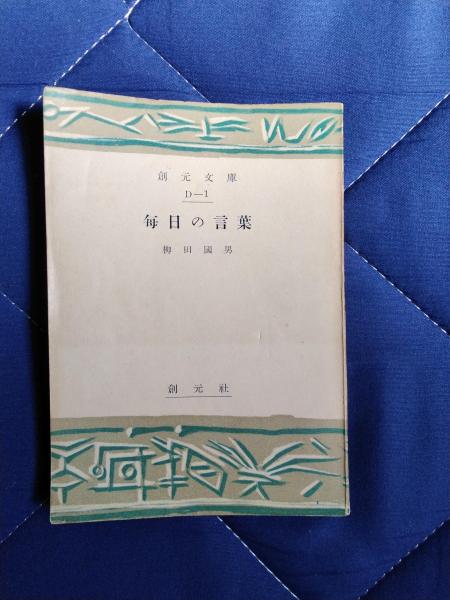 創元文庫
D—1
毎日の言葉
柳田國男
創元社